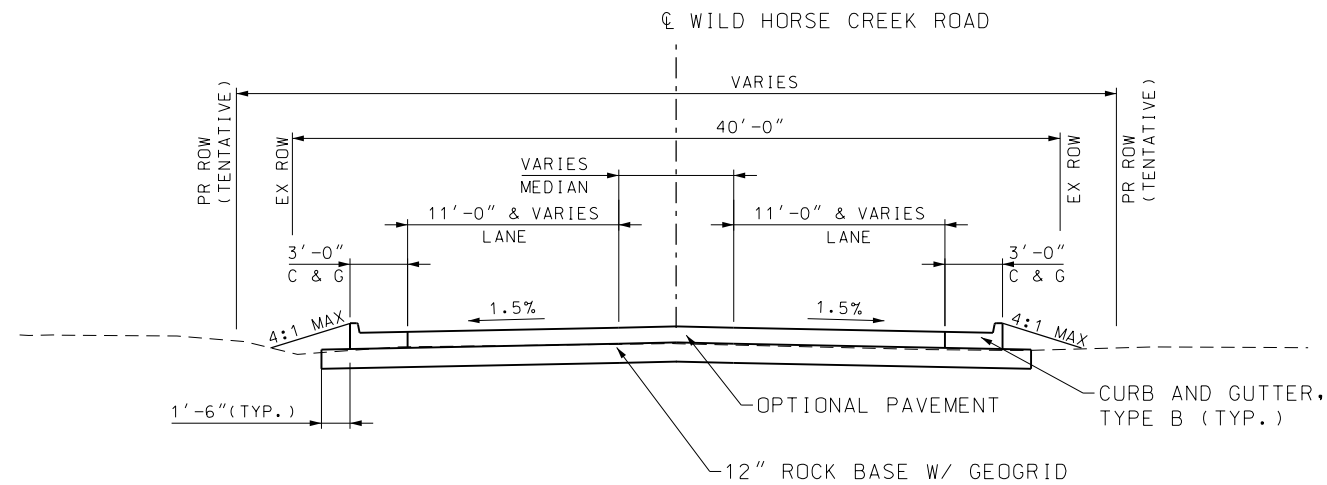 ℄ WILD HORSE CREEK ROAD
VARIES
PR ROW
(TENTATIVE)
EX ROW
40'-0"
EX ROW
PR ROW
(TENTATIVE)
VARIES
MEDIAN
11'-0" & VARIES
LANE
11'-0" & VARIES
LANE
3'-0"
C & G
3'-0"
C & G
1.5%
1.5%
4:1 MAX
4:1 MAX
1'-6"(TYP.)
OPTIONAL PAVEMENT
CURB AND GUTTER,
TYPE B (TYP.)
12" ROCK BASE W/ GEOGRID